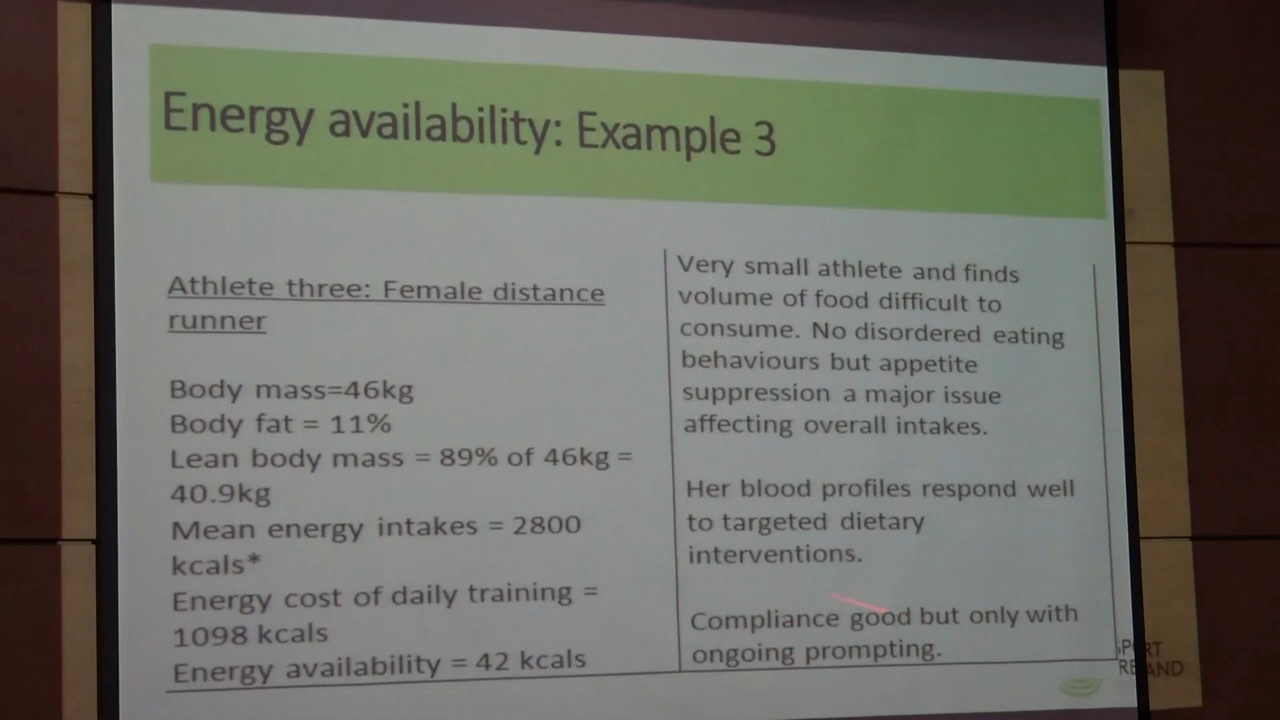 Energy availability: Example 3
Athlete three: Female distance
runner
Body mass=46kg
Body fat = 11%
Lean body mass = 89% of 46kg =
40.9kg
Mean energy intakes = 2800
kcals*
Energy cost of daily training =
1098 kcals
Energy availability = 42 kcals
Very small athlete and finds
volume of food difficult to
consume. No disordered eating
behaviours but appetite
suppression a major issue
affecting overall intakes.
Her blood profiles respond well
to targeted dietary
interventions.
Compliance good but only with
ongoing prompting.
SPORT
IRELAND